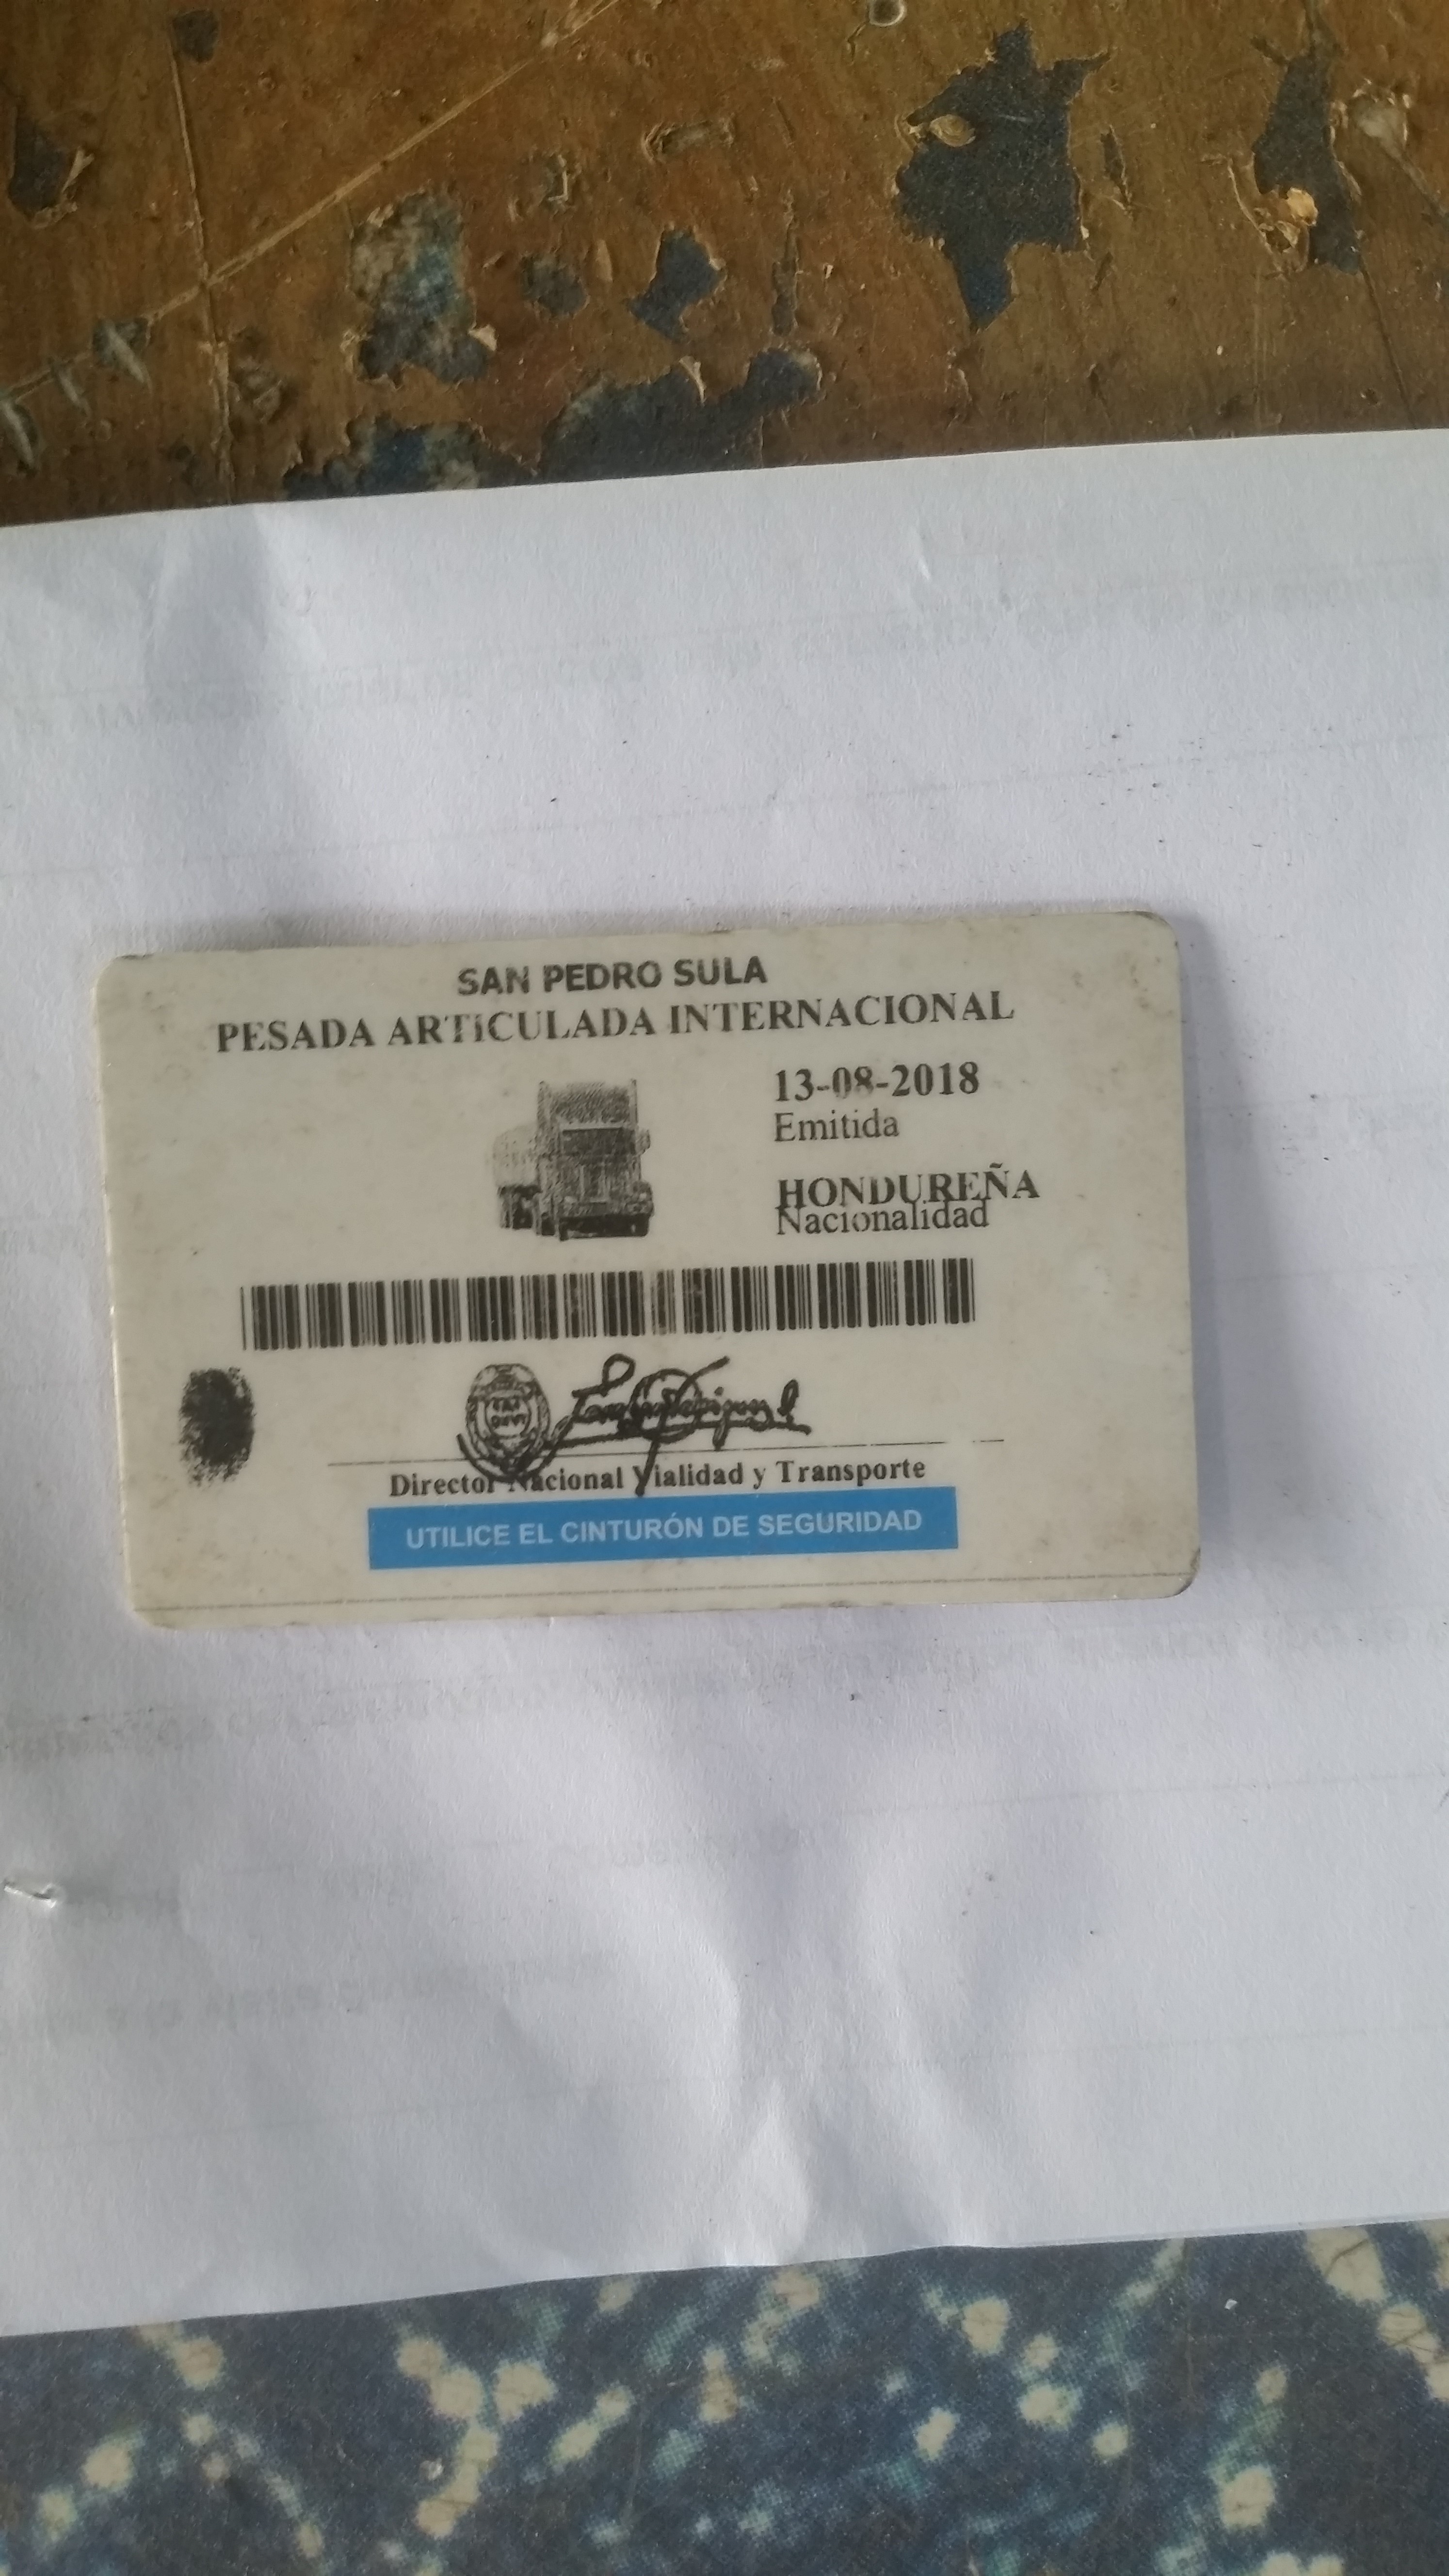 SAN PEDRO SULA
PESADA ARTICULADA INTERNACIONAL
13-08-2018
Emitida
HONDUREÑA
Nacionalidad
Director Nacional Vialidad y Transporte
UTILICE EL CINTURÓN DE SEGURIDAD